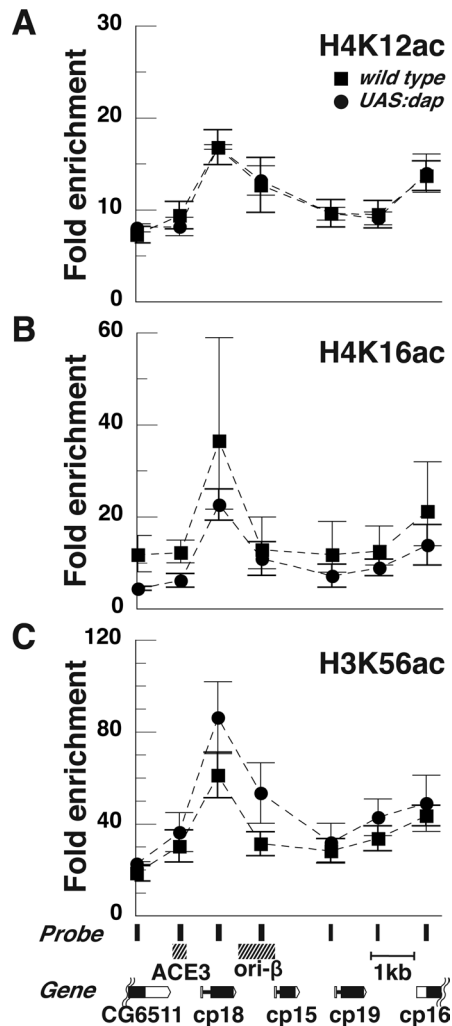 A
H4K12ac
wild type
UAS:dap
Fold enrichment
30
20
10
0
B
H4K16ac
Fold enrichment
60
40
20
0
C
H3K56ac
Fold enrichment
120
80
40
0
Probe
ACE3 ori-β 1kb
Gene
CG6511 cp18 cp15 cp19 cp16